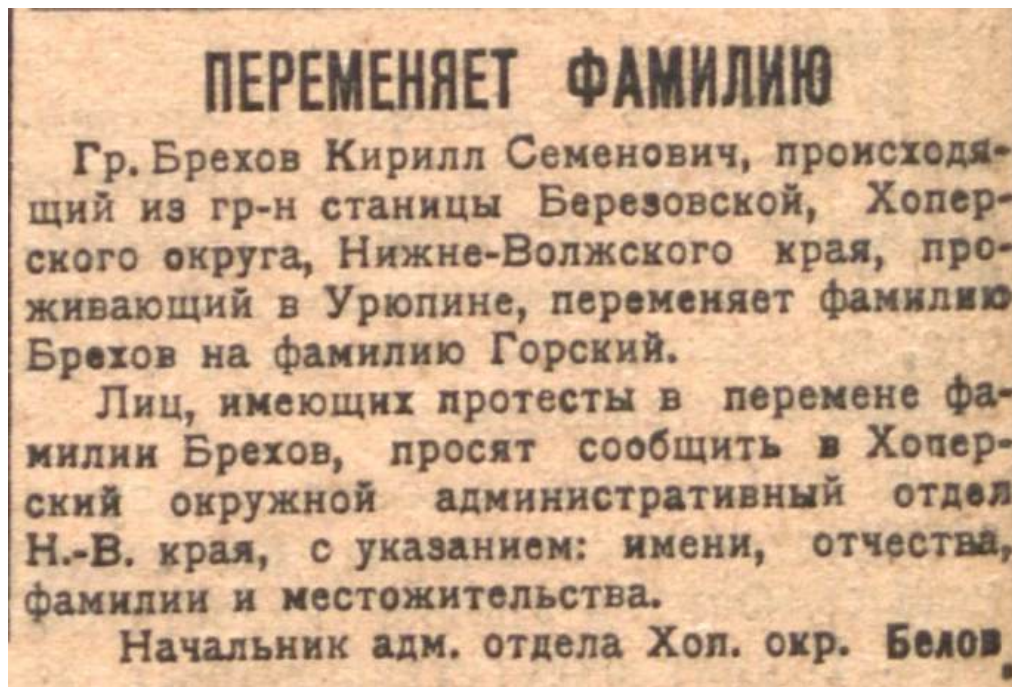 ПЕРЕМЕНЯЕТ ФАМИЛИЮ
Гр. Брехов Кирилл Семенович, происходя-
щий из гр-н станицы Березовской, Хопер-
ского округа, Нижне-Волжского края, про-
живающий в Урюпине, переменяет фамилию
Брехов на фамилию Горский.
Лиц, имеющих протесты в перемене фа-
милии Брехов, просят сообщить в Хопер-
ский окружной административный отдел
Н.-В. края, с указанием: имени, отчества,
фамилии и местожительства.
Начальник адм. отдела Хоп. окр. Белов.